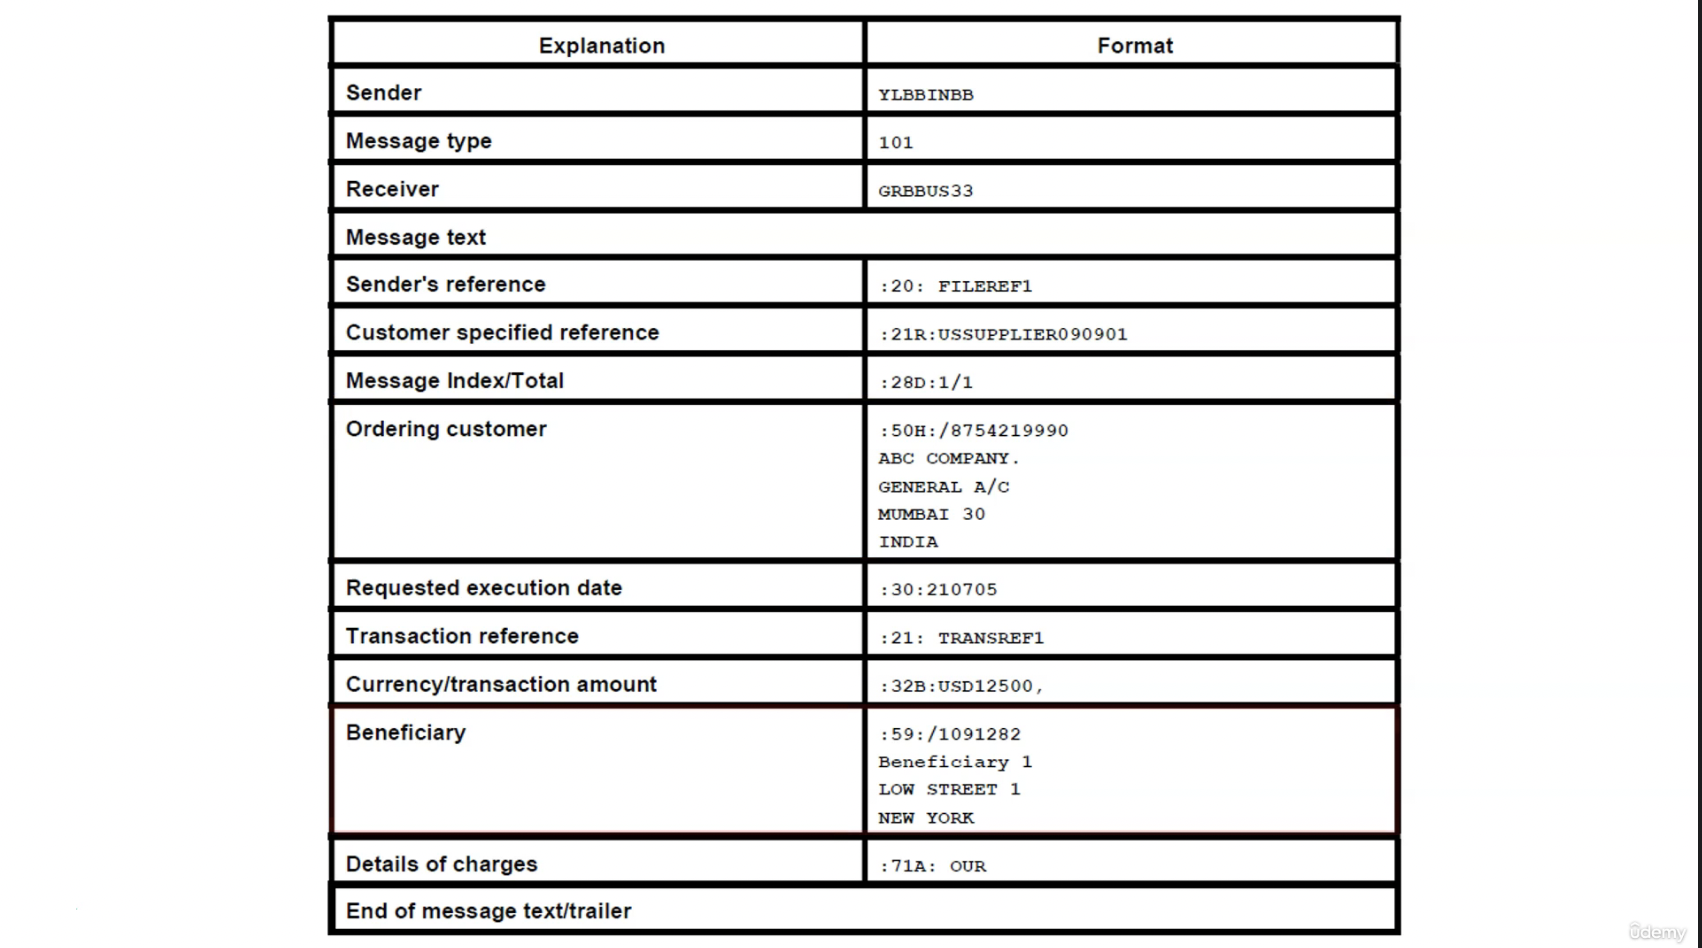 Explanation Format
Sender YLBBINBB
Message type 101
Receiver GRBBUS33
Message text
Sender's reference :20: FILEREF1
Customer specified reference :21R:USSUPPLIER090901
Message Index/Total :28D:1/1
Ordering customer :50H:/8754219990
ABC COMPANY.
GENERAL A/C
MUMBAI 30
INDIA
Requested execution date :30:210705
Transaction reference :21: TRANSREF1
Currency/transaction amount :32B:USD12500,
Beneficiary :59:/1091282
Beneficiary 1
LOW STREET 1
NEW YORK
Details of charges :71A: OUR
End of message text/trailer
ûdemy